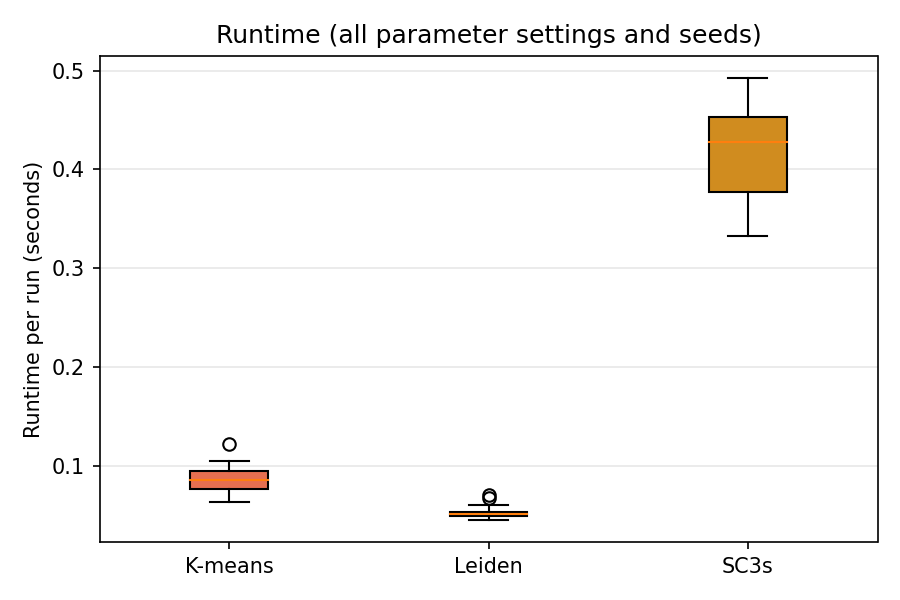 Runtime (all parameter settings and seeds)
Runtime per run (seconds)
0.5
0.4
0.3
0.2
0.1
K-means
Leiden
SC3s